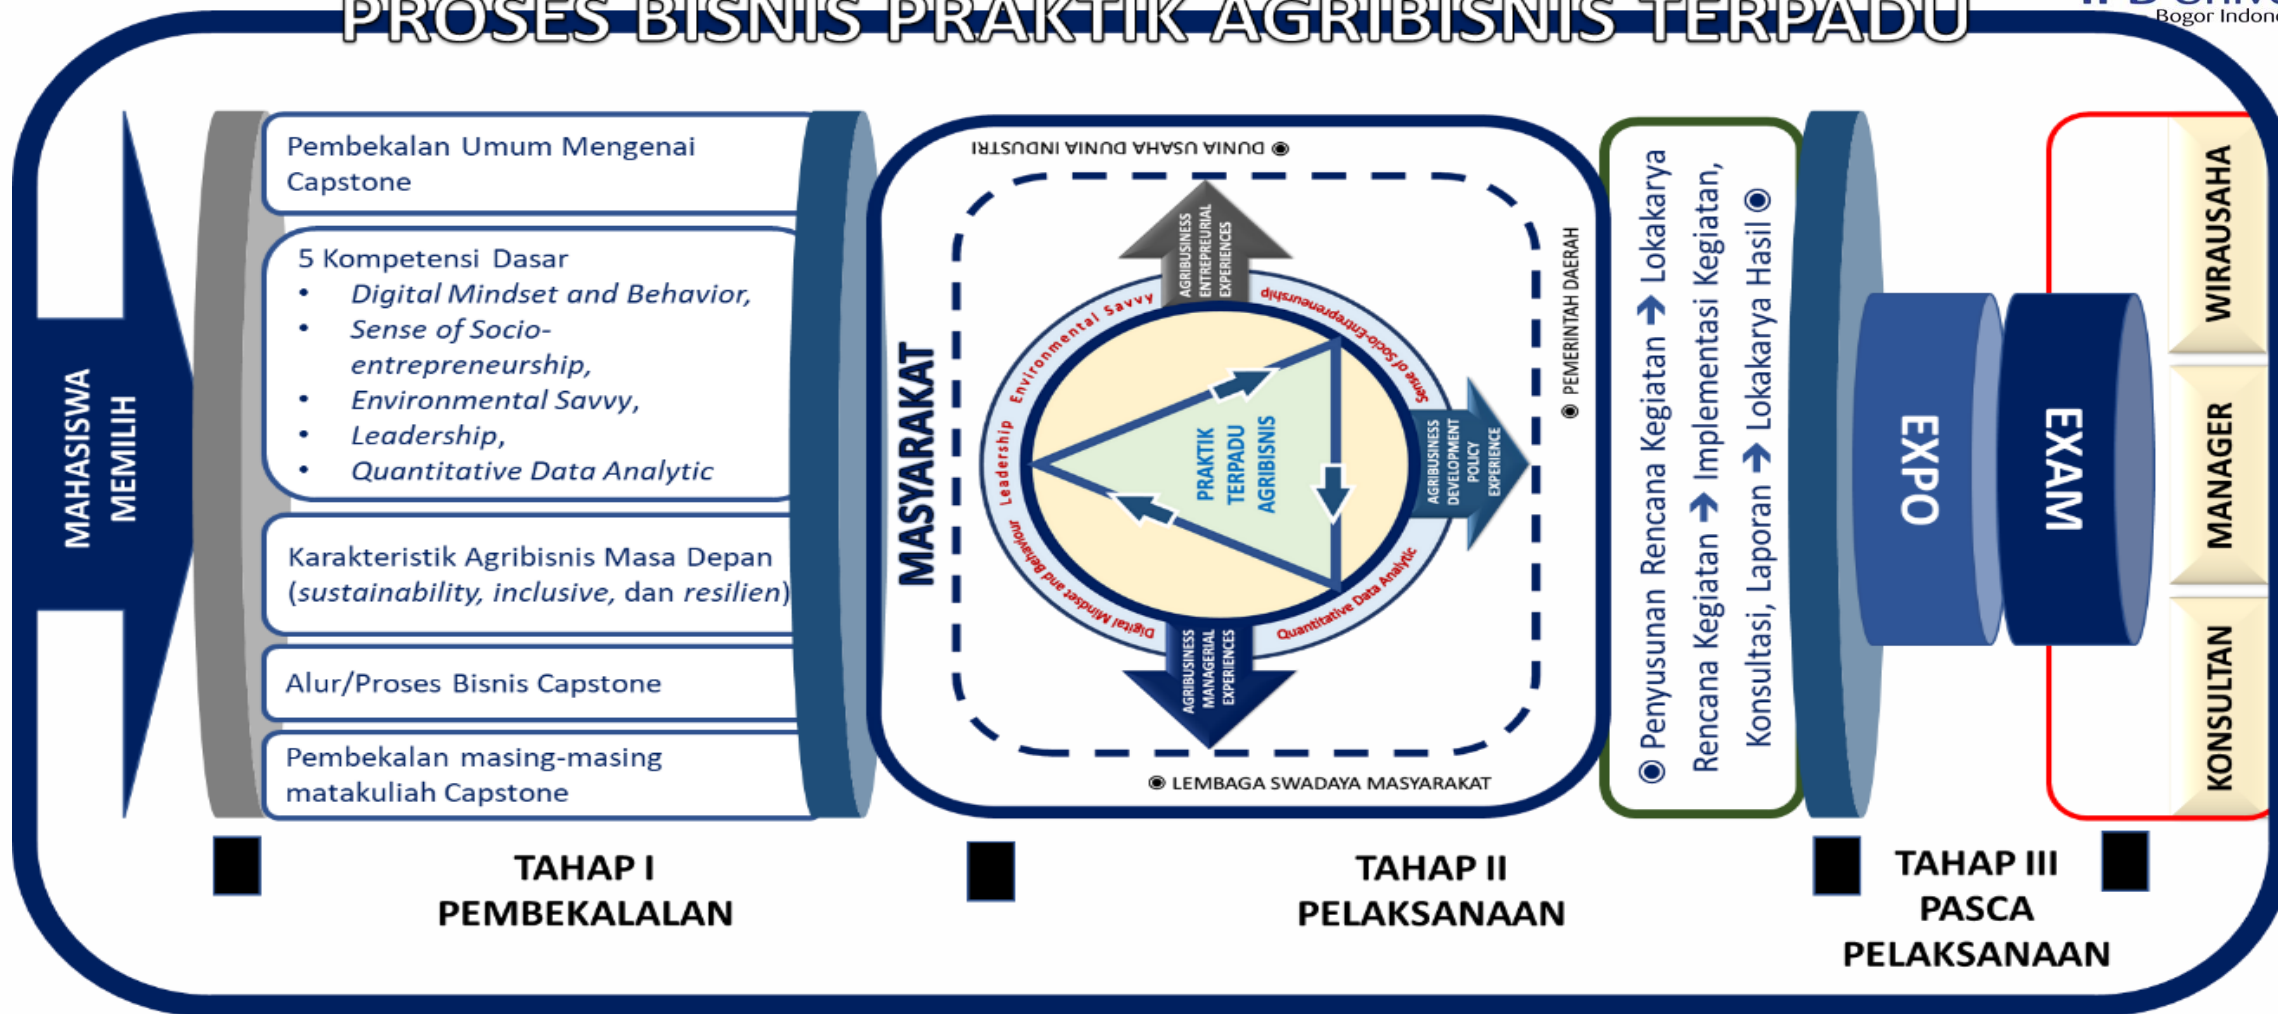 PROSES BISNIS PRAKTIK AGRIBISNIS TERPADU
Bogor
MAHASISWA
MEMILIH
Pembekalan Umum Mengenai
Capstone
5 Kompetensi Dasar
• Digital Mindset and Behavior,
• Sense of Socio-
entrepreneurship,
• Environmental Savvy,
• Leadership,
• Quantitative Data Analytic
Karakteristik Agribisnis Masa Depan
(sustainability, inclusive, dan resilien)
Alur/Proses Bisnis Capstone
Pembekalan masing-masing
matakuliah Capstone
TAHAP I
PEMBEKALALAN
MASYARAKAT
◉ DUNIA USAHA DUNIA INDUSTRI
◉ PEMERINTAH DAERAH
◉ LEMBAGA SWADAYA MASYARAKAT
AGRIBUSINESS
ENTREPREURIAL
EXPERIENCES
AGRIBUSINESS
DEVELOPMENT
POLICY
EXPERIENCE
AGRIBUSINESS
MANAGERIAL
EXPERIENCES
Digital Mindset and Behaviour
Leadership
Environmental Savvy
Sense of Socio-Entrepreneurship
Quantitative Data Analytic
PRAKTIK
TERPADU
AGRIBISNIS
◉ Penyusunan Rencana Kegiatan → Lokakarya
Rencana Kegiatan → Implementasi Kegiatan,
Konsultasi, Laporan → Lokakarya Hasil ◉
TAHAP II
PELAKSANAAN
EXPO
EXAM
WIRAUSAHA
MANAGER
KONSULTAN
TAHAP III
PASCA
PELAKSANAAN